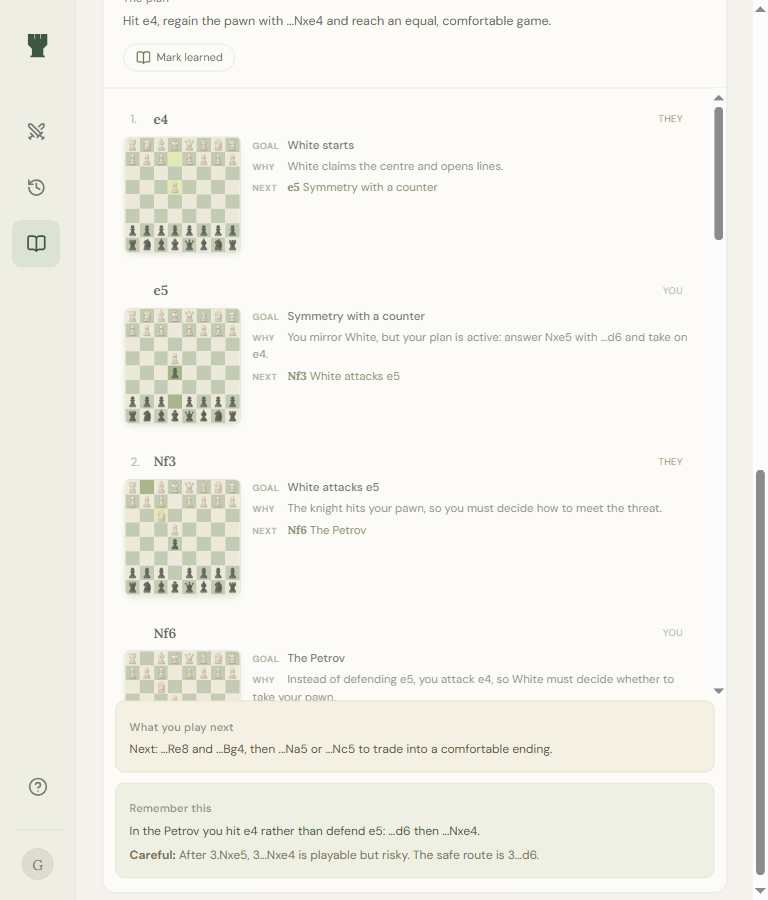 Hit e4, regain the pawn with ...Nxe4 and reach an equal, comfortable game.
Mark learned
1. e4 THEY
GOAL White starts
WHY White claims the centre and opens lines.
NEXT e5 Symmetry with a counter
e5 YOU
GOAL Symmetry with a counter
WHY You mirror White, but your plan is active: answer Nxe5 with ...d6 and take on
e4.
NEXT Nf3 White attacks e5
2. Nf3 THEY
GOAL White attacks e5
WHY The knight hits your pawn, so you must decide how to meet the threat.
NEXT Nf6 The Petrov
Nf6 YOU
GOAL The Petrov
WHY Instead of defending e5, you attack e4, so White must decide whether to
take your pawn.
What you play next
Next: ...Re8 and ...Bg4, then ...Na5 or ...Nc5 to trade into a comfortable ending.
Remember this
In the Petrov you hit e4 rather than defend e5: ...d6 then ...Nxe4.
Careful: After 3.Nxe5, 3...Nxe4 is playable but risky. The safe route is 3...d6.
G